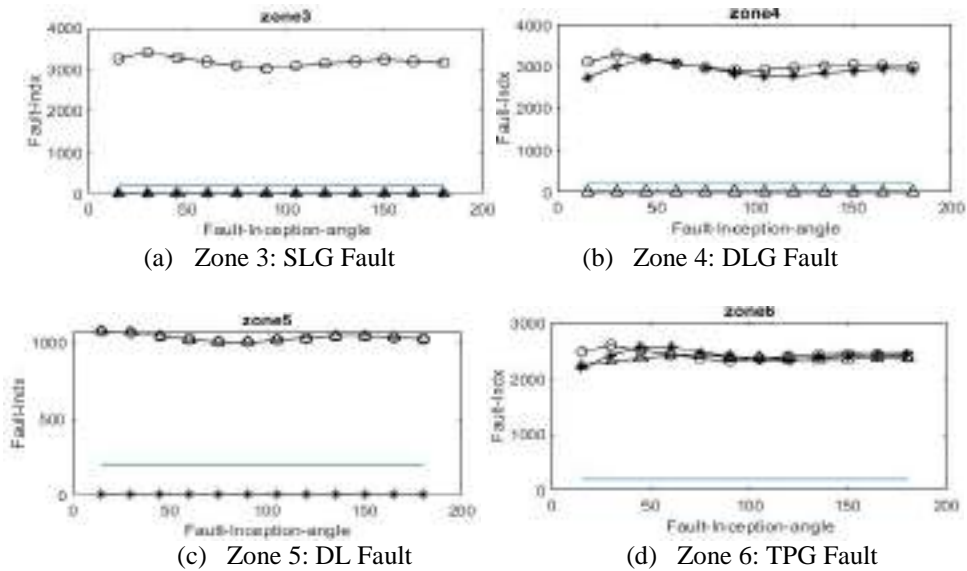 zone3
4000
3000
2000
1000
0
0 50 100 150 200
Fault-Indx
Fault-Inception-angle
(a) Zone 3: SLG Fault
zone4
4000
3000
2000
1000
0
0 50 100 150 200
Fault-Isdx
Fault-Inception-angle
(b) Zone 4: DLG Fault
zone5
1000
500
0
0 50 100 150 200
Fault-Indx
Fault-Inception-angle
(c) Zone 5: DL Fault
zone6
3000
2000
1000
0
0 50 100 150 200
Fault-Isdx
Fault-Inception-angle
(d) Zone 6: TPG Fault